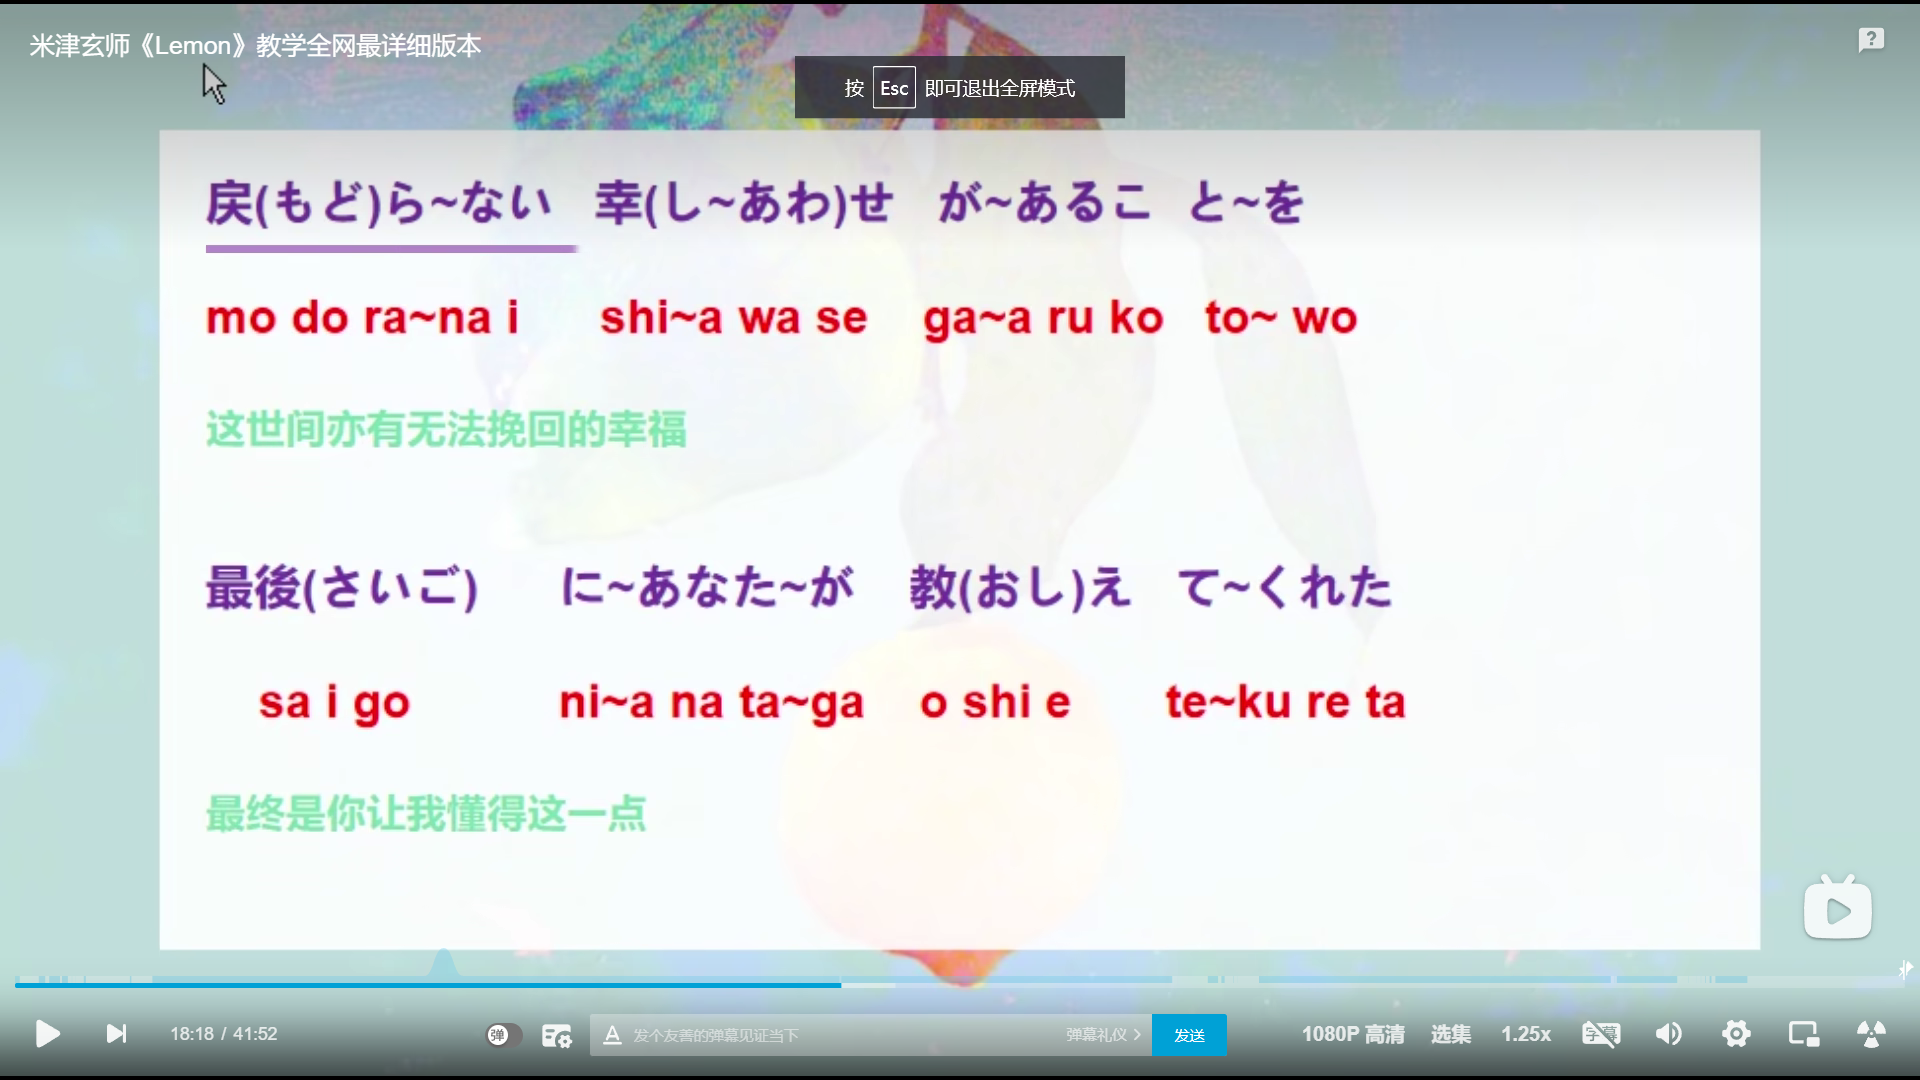 米津玄师《Lemon》教学全网最详细版本
按 Esc 即可退出全屏模式
戻(もど)ら~ない 幸(し~あわ)せ が~あるこ と~を
mo do ra~na i shi~a wa se ga~a ru ko to~ wo
这世间亦有无法挽回的幸福
最後(さいご) に~あなた~が 教(おし)え て~くれた
sa i go ni~a na ta~ga o shi e te~ku re ta
最终是你让我懂得这一点
18:18 / 41:52 弹 A 发个友善的弹幕见证当下 弹幕礼仪 > 发送 1080P 高清 选集 1.25x 字幕